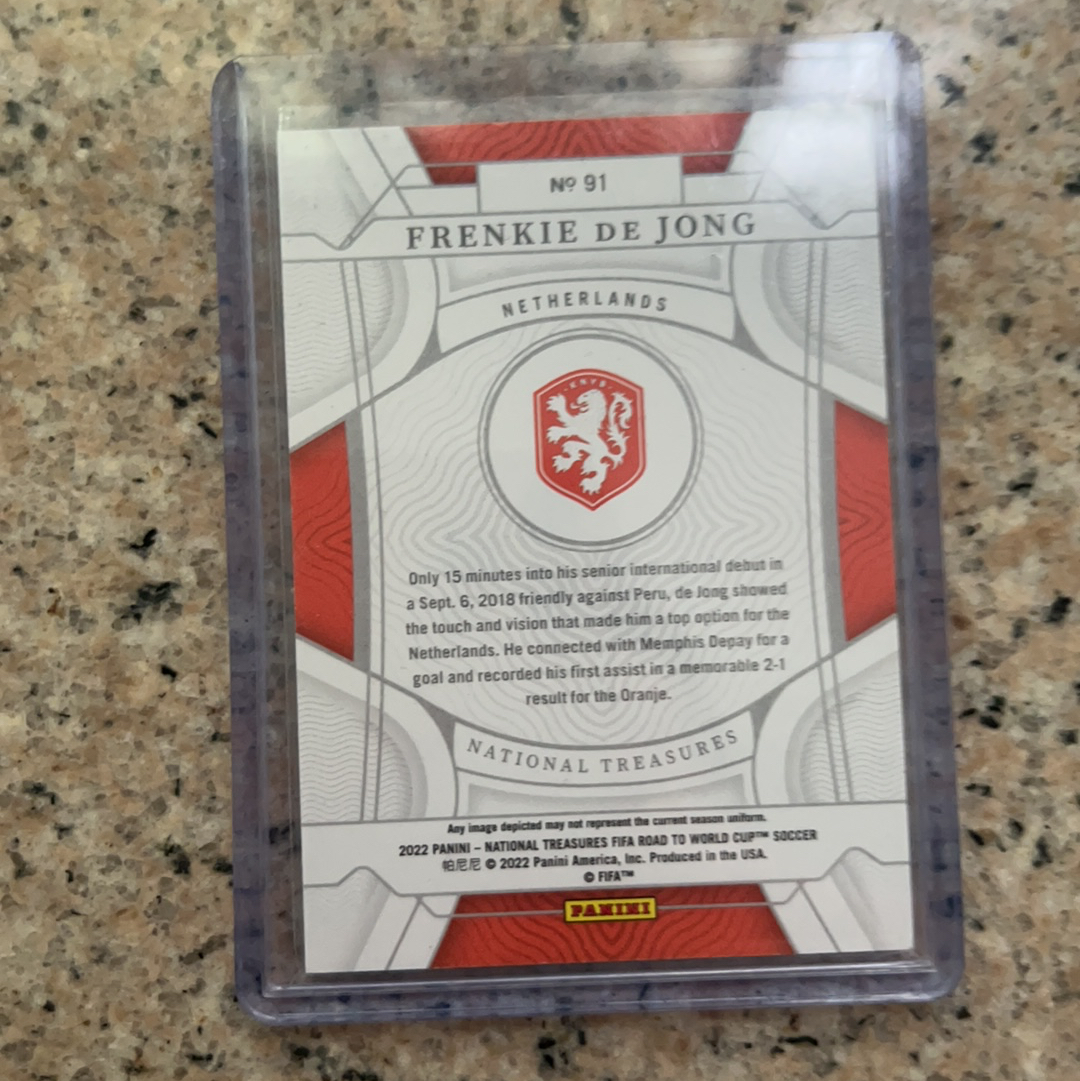 Nº 91
FRENKIE DE JONG
NETHERLANDS
KNVB
Only 15 minutes into his senior international debut in
a Sept. 6, 2018 friendly against Peru, de Jong showed
the touch and vision that made him a top option for the
Netherlands. He connected with Memphis Depay for a
goal and recorded his first assist in a memorable 2-1
result for the Oranje.
NATIONAL TREASURES
Any image depicted may not represent the current season uniform.
2022 PANINI – NATIONAL TREASURES FIFA ROAD TO WORLD CUP™ SOCCER
帕尼尼 © 2022 Panini America, Inc. Produced in the USA.
© FIFA™
PANINI